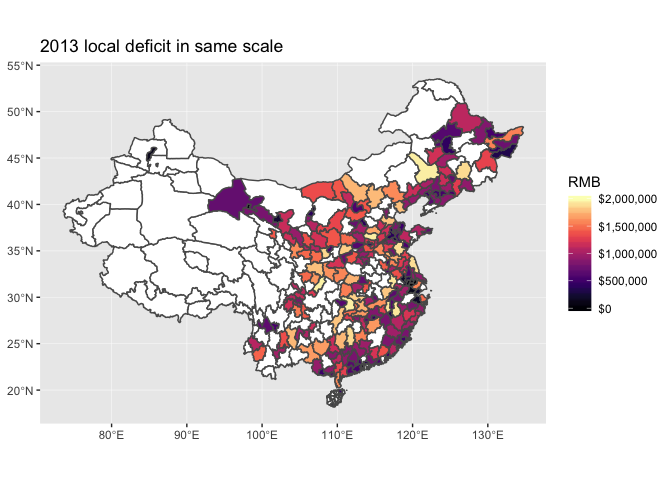 2013 local deficit in same scale
55°N
50°N
45°N
40°N
35°N
30°N
25°N
20°N
80°E
90°E
100°E
110°E
120°E
130°E
RMB
$2,000,000
$1,500,000
$1,000,000
$500,000
$0